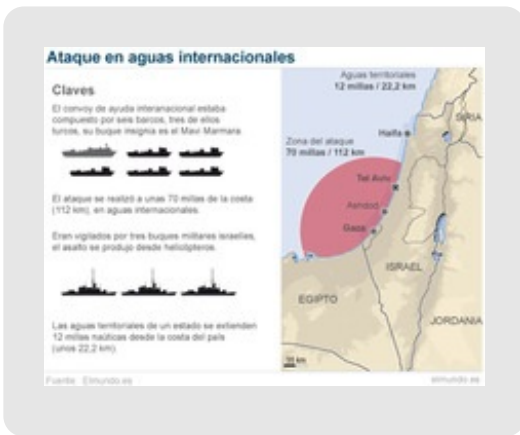 Ataque en aguas internacionales
Claves
El convoy de ayuda interanacional estaba
compuesto por seis barcos, tres de ellos
turcos, su buque insignia es el Mavi Marmara
El ataque se realizó a unas 70 millas de la costa
(112 km), en aguas internacionales.
Eran vigilados por tres buques militares israelíes,
el asalto se produjo desde helicópteros.
Las aguas territoriales de un estado se extienden
12 millas naúticas desde la costa del país
(unos 22,2 km).
Aguas territoriales
12 millas / 22,2 km
Zona del ataque
70 millas / 112 km
Haifa
SIRIA
Tel Aviv
Ashdod
Gaza
ISRAEL
EGIPTO
JORDANIA
km
Fuente: Elmundo.es
elmundo.es